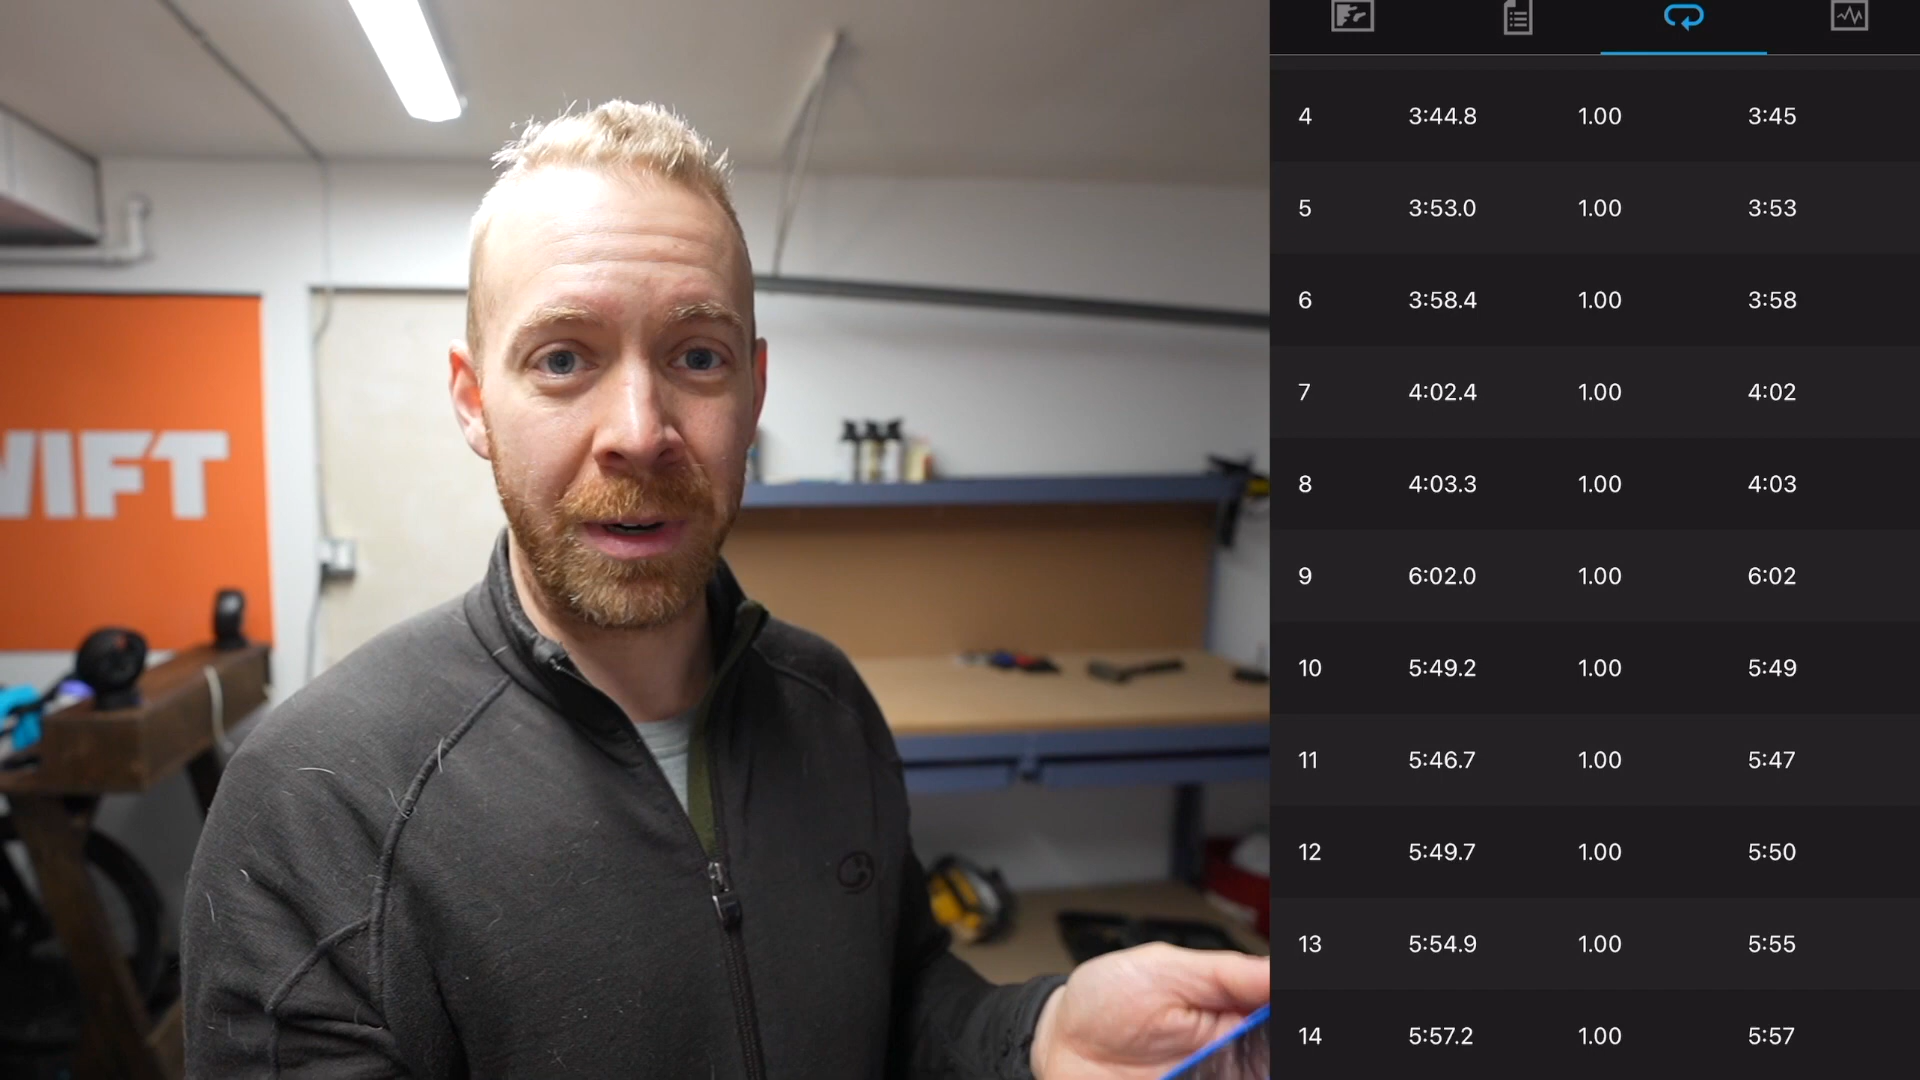 WIFT
4 3:44.8 1.00 3:45
5 3:53.0 1.00 3:53
6 3:58.4 1.00 3:58
7 4:02.4 1.00 4:02
8 4:03.3 1.00 4:03
9 6:02.0 1.00 6:02
10 5:49.2 1.00 5:49
11 5:46.7 1.00 5:47
12 5:49.7 1.00 5:50
13 5:54.9 1.00 5:55
14 5:57.2 1.00 5:57